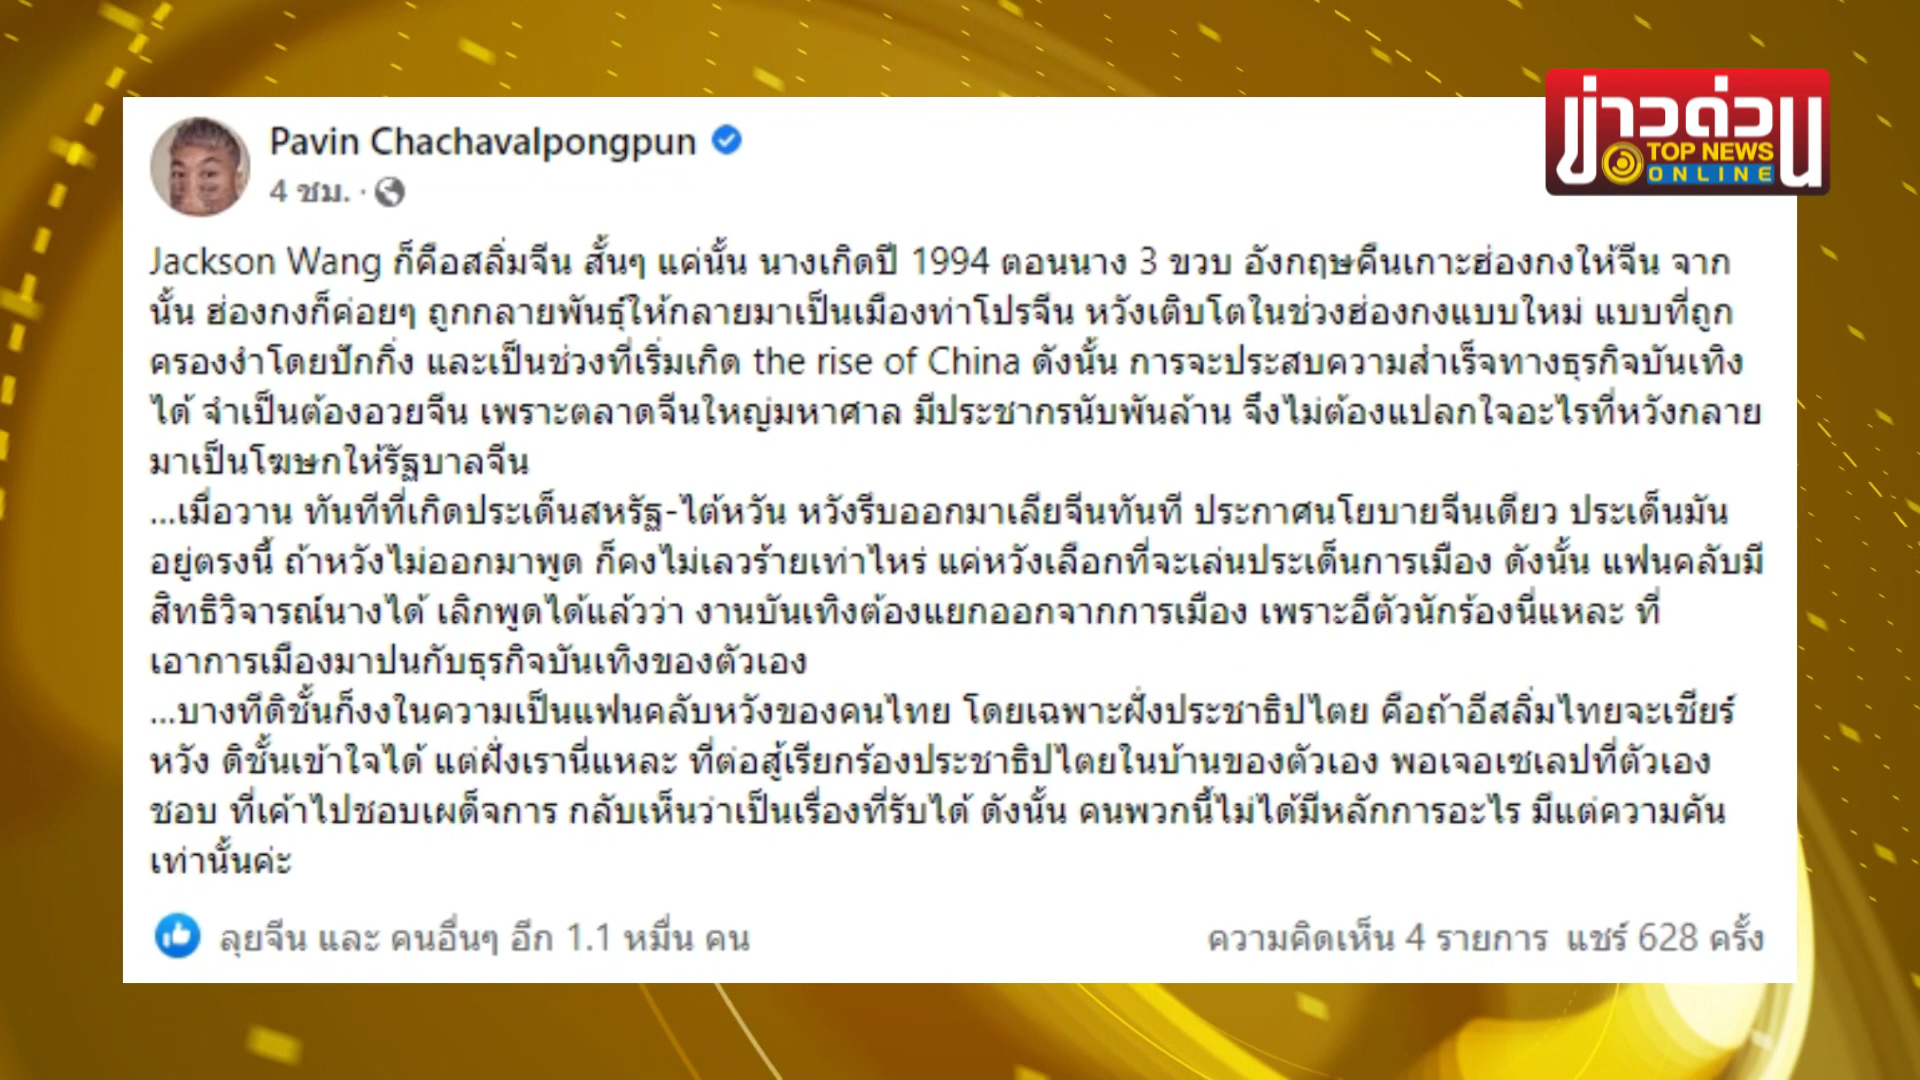 ข่าวด่วน
TOP NEWS
ONLINE
Pavin Chachavalpongpun
4 ชม. ·
Jackson Wang ก็คือสลิ่มจีน สั้นๆ แค่นั้น นางเกิดปี 1994 ตอนนาง 3 ขวบ อังกฤษคืนเกาะฮ่องกงให้จีน จาก
นั้น ฮ่องกงก็ค่อยๆ ถูกกลายพันธุ์ให้กลายมาเป็นเมืองท่าโปรจีน หวังเติบโตในช่วงฮ่องกงแบบใหม่ แบบที่ถูก
ครองงำโดยปักกิ่ง และเป็นช่วงที่เริ่มเกิด the rise of China ดังนั้น การจะประสบความสำเร็จทางธุรกิจบันเทิง
ได้ จำเป็นต้องอวยจีน เพราะตลาดจีนใหญ่มหาศาล มีประชากรนับพันล้าน จึงไม่ต้องแปลกใจอะไรที่หวังกลาย
มาเป็นโฆษกให้รัฐบาลจีน
...เมื่อวาน ทันทีที่เกิดประเด็นสหรัฐ-ไต้หวัน หวังรีบออกมาเลียจีนทันที ประกาศนโยบายจีนเดียว ประเด็นมัน
อยู่ตรงนี้ ถ้าหวังไม่ออกมาพูด ก็คงไม่เลวร้ายเท่าไหร่ แค่หวังเลือกที่จะเล่นประเด็นการเมือง ดังนั้น แฟนคลับมี
สิทธิวิจารณ์นางได้ เลิกพูดได้แล้วว่า งานบันเทิงต้องแยกออกจากการเมือง เพราะอีตัวนักร้องนี่แหละ ที่
เอาการเมืองมาปนกับธุรกิจบันเทิงของตัวเอง
...บางทีดิชั้นก็งงในความเป็นแฟนคลับหวังของคนไทย โดยเฉพาะฝั่งประชาธิปไตย คือถ้าอีสลิ่มไทยจะเชียร์
หวัง ดิชั้นเข้าใจได้ แต่ฝั่งเรานี่แหละ ที่ต่อสู้เรียกร้องประชาธิปไตยในบ้านของตัวเอง พอเจอเซเลปที่ตัวเอง
ชอบ ที่เค้าไปชอบเผด็จการ กลับเห็นว่าเป็นเรื่องที่รับได้ ดังนั้น คนพวกนี้ไม่ได้มีหลักการอะไร มีแต่ความคัน
เท่านั้นค่ะ
ลุยจีน และ คนอื่นๆ อีก 1.1 หมื่น คน
ความคิดเห็น 4 รายการ แชร์ 628 ครั้ง